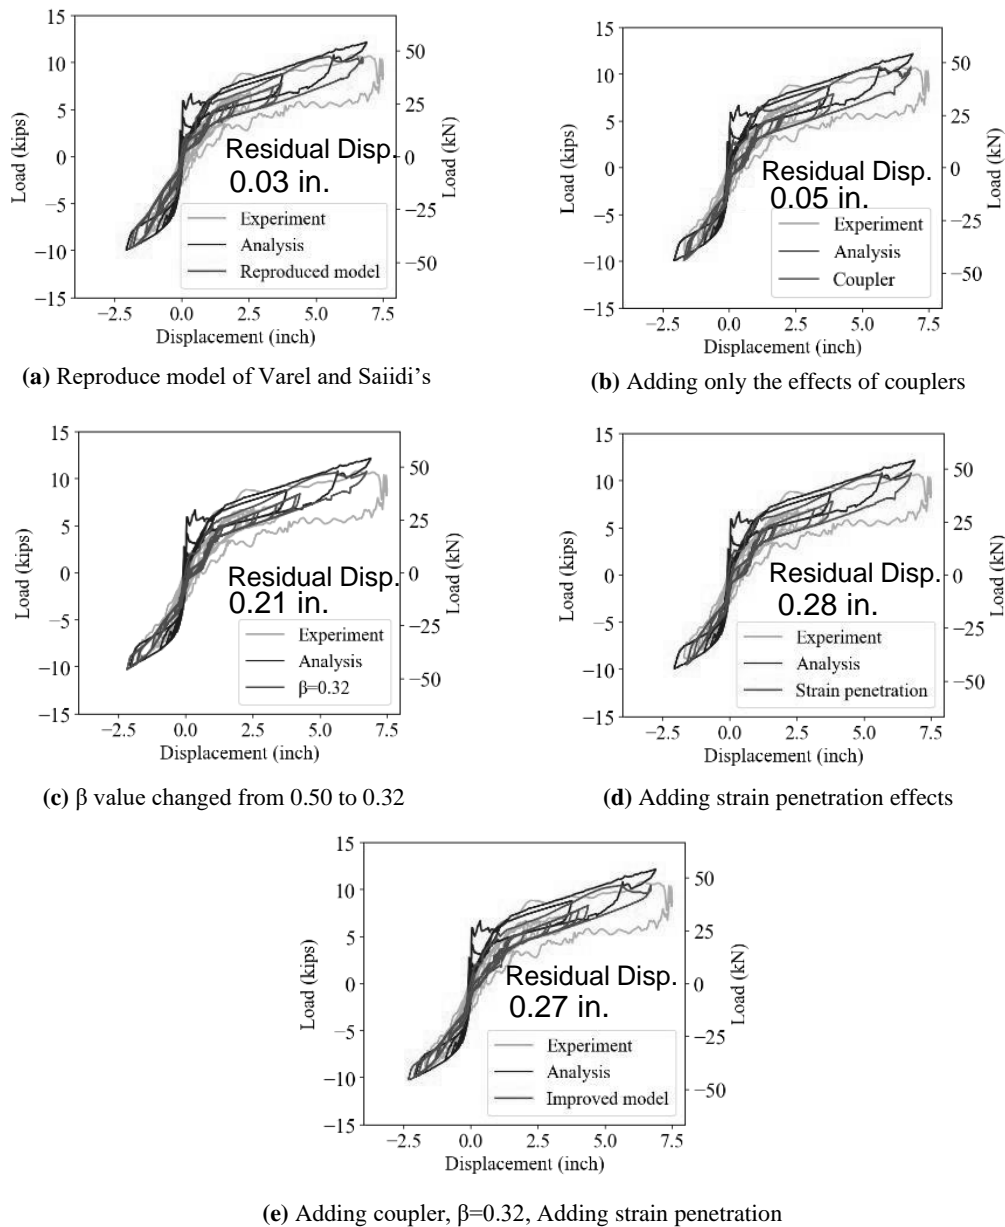 15
10
5
0
−5
−10
−15
Load (kips)
50
25
0
−25
−50
Load (kN)
Residual Disp.
0.03 in.
Experiment
Analysis
Reproduced model
−2.5 0.0 2.5 5.0 7.5
Displacement (inch)
(a) Reproduce model of Varel and Saiidi's
15
10
5
0
−5
−10
−15
Load (kips)
50
25
0
−25
−50
Load (kN)
Residual Disp.
0.05 in.
Experiment
Analysis
Coupler
−2.5 0.0 2.5 5.0 7.5
Displacement (inch)
(b) Adding only the effects of couplers
15
10
5
0
−5
−10
−15
Load (kips)
50
25
0
−25
−50
Load (kN)
Residual Disp.
0.21 in.
Experiment
Analysis
β=0.32
−2.5 0.0 2.5 5.0 7.5
Displacement (inch)
(c) β value changed from 0.50 to 0.32
15
10
5
0
−5
−10
−15
Load (kips)
50
25
0
−25
−50
Load (kN)
Residual Disp.
0.28 in.
Experiment
Analysis
Strain penetration
−2.5 0.0 2.5 5.0 7.5
Displacement (inch)
(d) Adding strain penetration effects
15
10
5
0
−5
−10
−15
Load (kips)
50
25
0
−25
−50
Load (kN)
Residual Disp.
0.27 in.
Experiment
Analysis
Improved model
−2.5 0.0 2.5 5.0 7.5
Displacement (inch)
(e) Adding coupler, β=0.32, Adding strain penetration